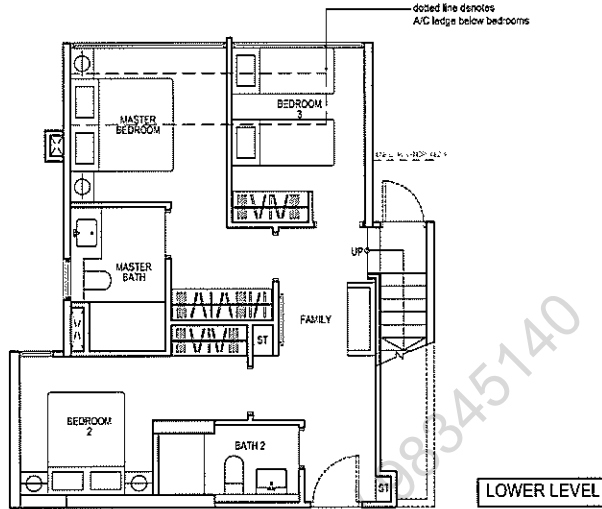 dotted line denotes
A/C ledge below bedrooms
MASTER
BEDROOM
BEDROOM
3
UP
MASTER
BATH
FAMILY
ST
BEDROOM
2
BATH 2
ST
98345140
LOWER LEVEL